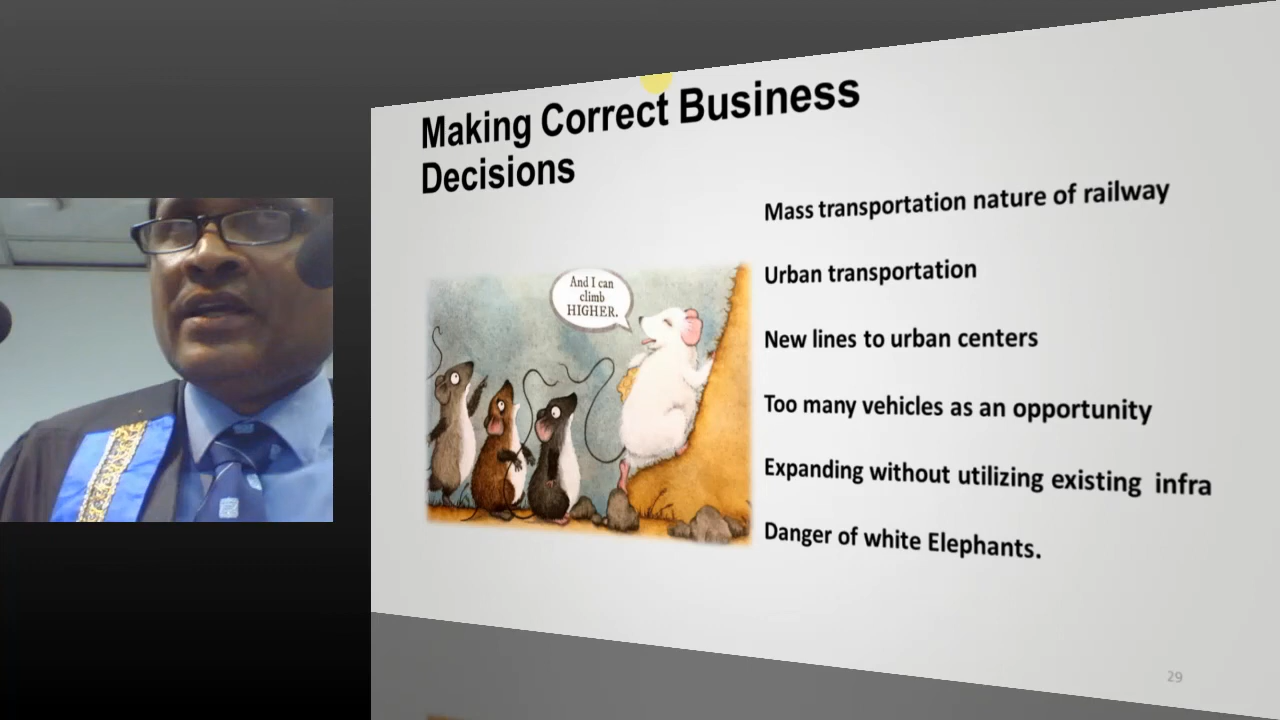 Making Correct Business
Decisions
Mass transportation nature of railway
Urban transportation
New lines to urban centers
Too many vehicles as an opportunity
Expanding without utilizing existing infra
Danger of white Elephants.
And I can
climb
HIGHER.
29